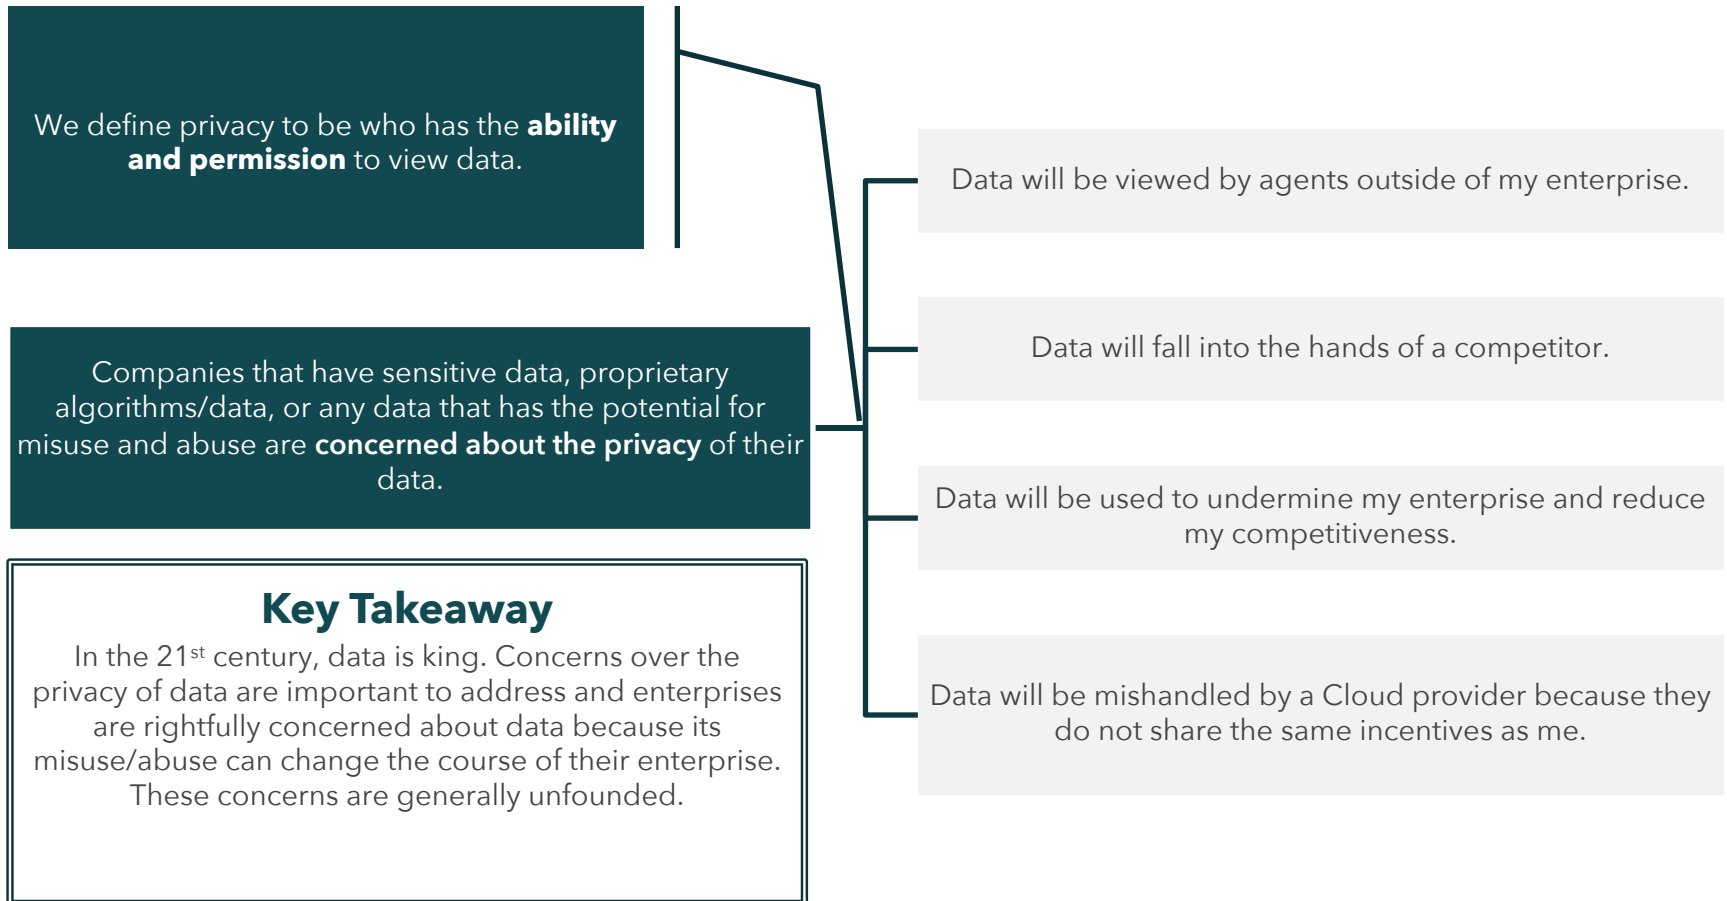 We define privacy to be who has the ability
and permission to view data.
Companies that have sensitive data, proprietary
algorithms/data, or any data that has the potential for
misuse and abuse are concerned about the privacy of their
data.
Key Takeaway
In the 21st century, data is king. Concerns over the
privacy of data are important to address and enterprises
are rightfully concerned about data because its
misuse/abuse can change the course of their enterprise.
These concerns are generally unfounded.
Data will be viewed by agents outside of my enterprise.
Data will fall into the hands of a competitor.
Data will be used to undermine my enterprise and reduce
my competitiveness.
Data will be mishandled by a Cloud provider because they
do not share the same incentives as me.